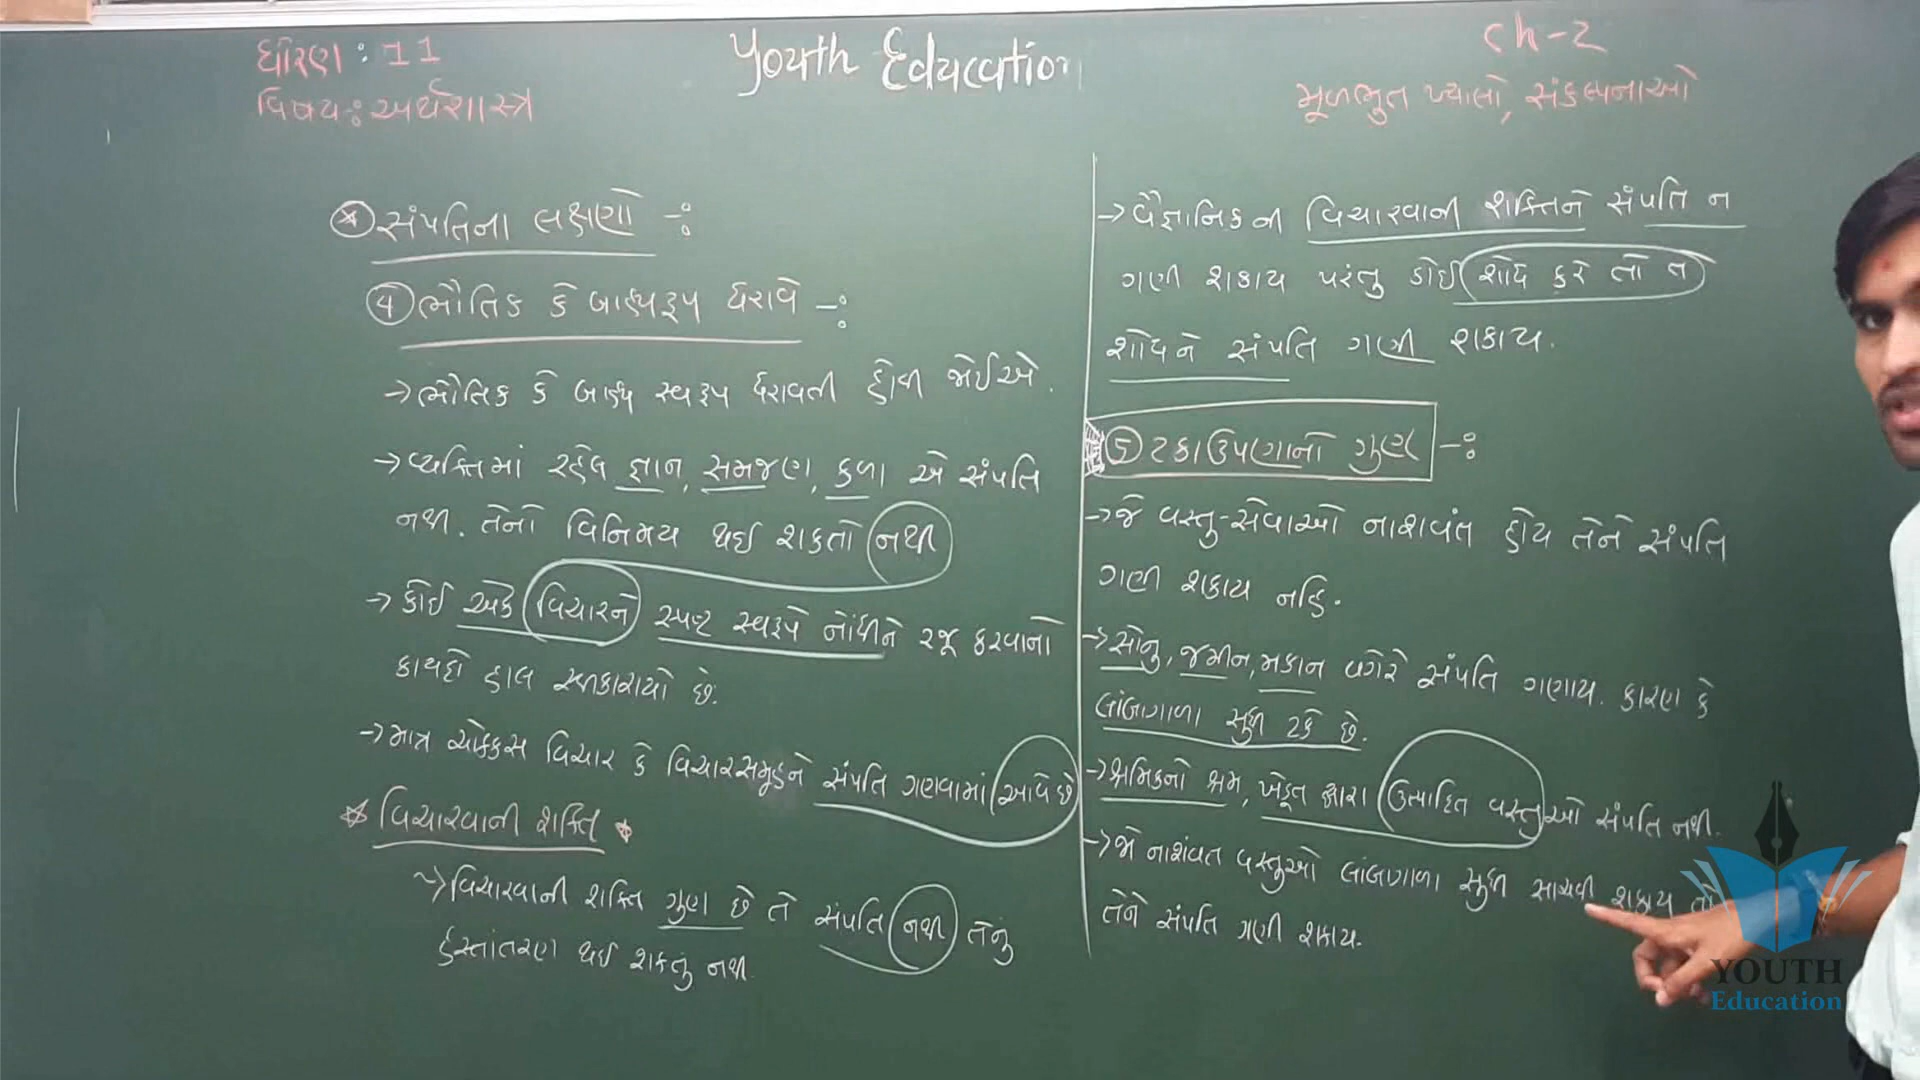 ધોરણ : 11
વિષય : અર્થશાસ્ત્ર
Youth Education
Ch-2
મૂળભુત ખ્યાલો, સંકલ્પનાઓ
* સંપતિના લક્ષણો -:
4 ભૌતિક કે બાહ્યરૂપ ધરાવે -:
→ ભૌતિક કે બાહ્ય સ્વરૂપ ધરાવતી હોવી જોઈએ.
→ વ્યક્તિમાં રહેલ જ્ઞાન, સમજણ, કળા એ સંપતિ
નથી. તેનો વિનિમય થઈ શકતો નથી
→ કોઈ એક વિચારને સ્પષ્ટ સ્વરૂપે નોંધીને રજૂ કરવાનો
કાયદો હાલ સ્વીકારાયો છે.
→ માત્ર ચોક્કસ વિચાર કે વિચારસમુહને સંપતિ ગણવામાં આવે છે
* વિચારવાની શક્તિ *
→ વિચારવાની શક્તિ ગુણ છે તે સંપતિ નથી તેનું
હસ્તાંતરણ થઈ શકતું નથી.
→ વૈજ્ઞાનિકની વિચારવાની શક્તિને સંપતિ ન
ગણી શકાય પરંતુ કોઈ શોધ કરે તો તે
શોધને સંપતિ ગણી શકાય.
5 ટકાઉપણાનો ગુણ -:
→ જે વસ્તુ-સેવાઓ નાશવંત હોય તેને સંપતિ
ગણી શકાય નહિ.
→ સોનુ, જમીન, મકાન વગેરે સંપતિ ગણાય. કારણ કે
લાંબાગાળા સુધી ટકે છે.
→ શ્રમિકનો શ્રમ, ખેડૂત દ્વારા ઉત્પાદિત વસ્તુઓ સંપતિ નથી.
→ જો નાશંવત વસ્તુઓ લાંબાગાળા સુધી સાચવી શકાય તો
તેને સંપતિ ગણી શકાય.
YOUTH
Education